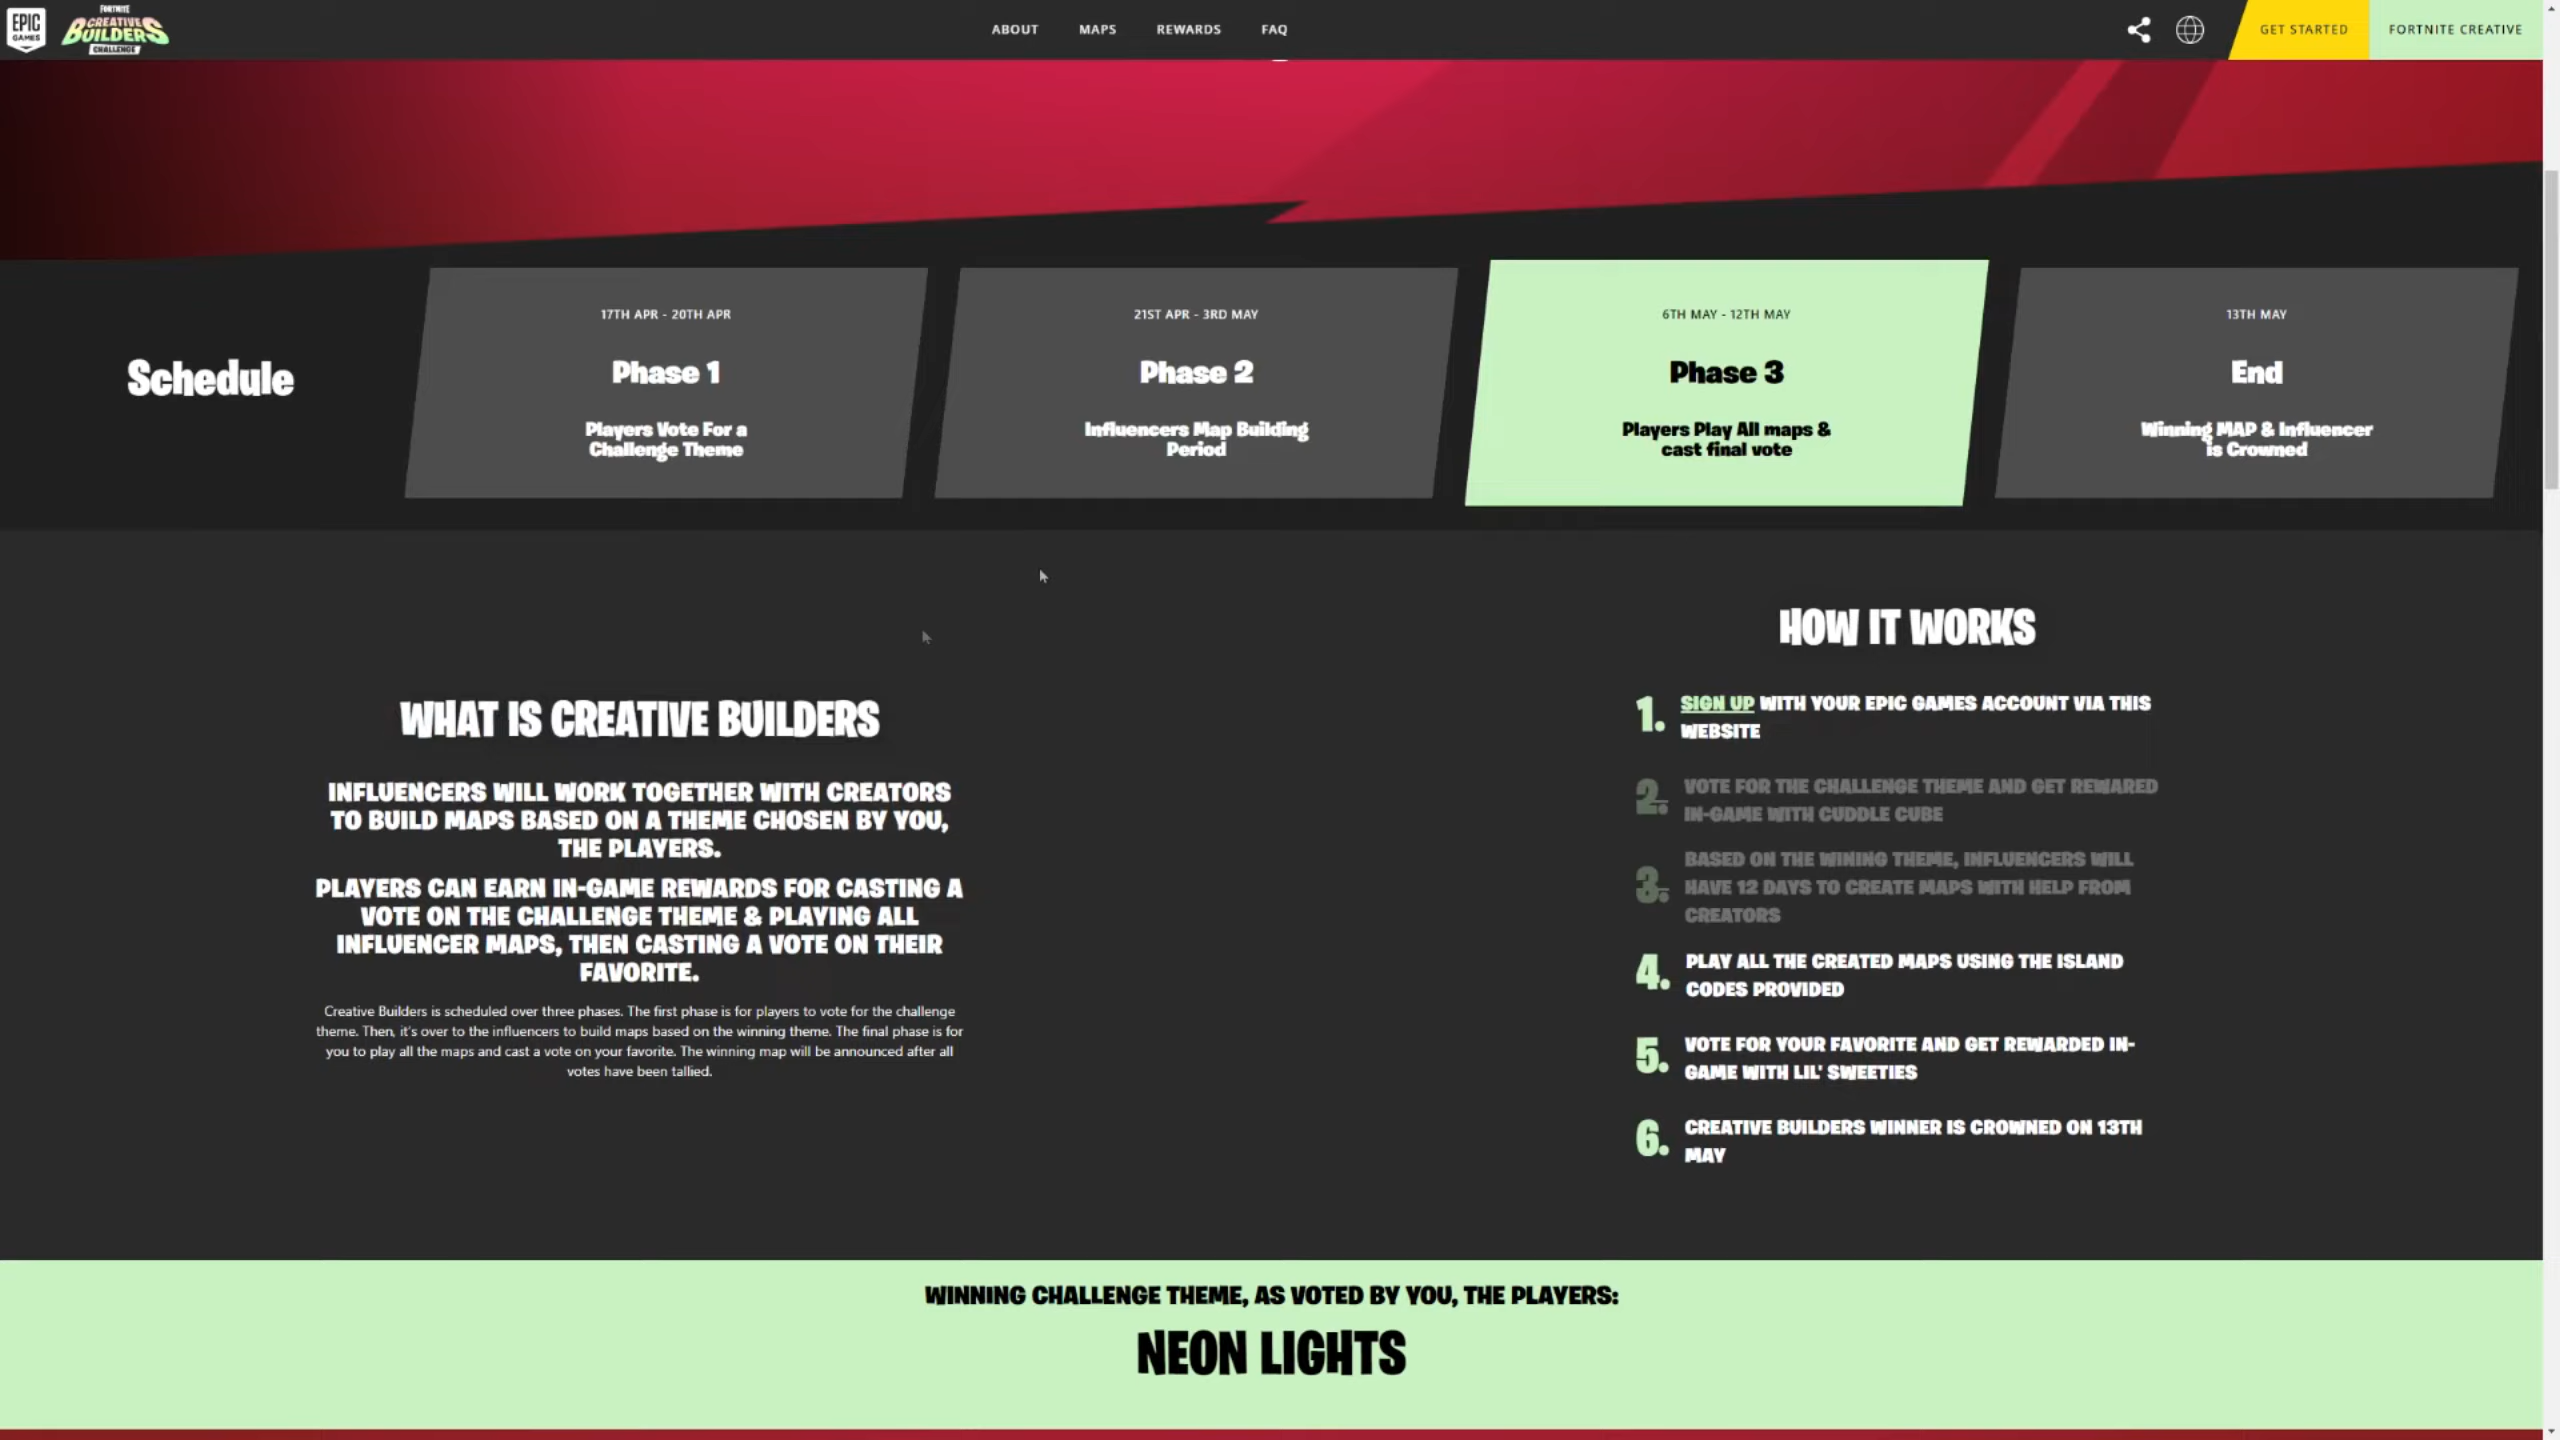 EPIC
GAMES
FORTNITE
CREATIVE
BUILDERS
CHALLENGE
ABOUT
MAPS
REWARDS
FAQ
GET STARTED
FORTNITE CREATIVE
Schedule
17TH APR - 20TH APR
Phase 1
Players Vote For a
Challenge Theme
21ST APR - 3RD MAY
Phase 2
Influencers Map Building
Period
6TH MAY - 12TH MAY
Phase 3
Players Play All maps &
cast final vote
13TH MAY
End
Winning MAP & Influencer
is Crowned
WHAT IS CREATIVE BUILDERS
INFLUENCERS WILL WORK TOGETHER WITH CREATORS
TO BUILD MAPS BASED ON A THEME CHOSEN BY YOU,
THE PLAYERS.
PLAYERS CAN EARN IN-GAME REWARDS FOR CASTING A
VOTE ON THE CHALLENGE THEME & PLAYING ALL
INFLUENCER MAPS, THEN CASTING A VOTE ON THEIR
FAVORITE.
Creative Builders is scheduled over three phases. The first phase is for players to vote for the challenge
theme. Then, it's over to the influencers to build maps based on the winning theme. The final phase is for
you to play all the maps and cast a vote on your favorite. The winning map will be announced after all
votes have been tallied.
HOW IT WORKS
1. SIGN UP WITH YOUR EPIC GAMES ACCOUNT VIA THIS
WEBSITE
2. VOTE FOR THE CHALLENGE THEME AND GET REWARED
IN-GAME WITH CUDDLE CUBE
3. BASED ON THE WINING THEME, INFLUENCERS WILL
HAVE 12 DAYS TO CREATE MAPS WITH HELP FROM
CREATORS
4. PLAY ALL THE CREATED MAPS USING THE ISLAND
CODES PROVIDED
5. VOTE FOR YOUR FAVORITE AND GET REWARDED IN-
GAME WITH LIL' SWEETIES
6. CREATIVE BUILDERS WINNER IS CROWNED ON 13TH
MAY
WINNING CHALLENGE THEME, AS VOTED BY YOU, THE PLAYERS:
NEON LIGHTS